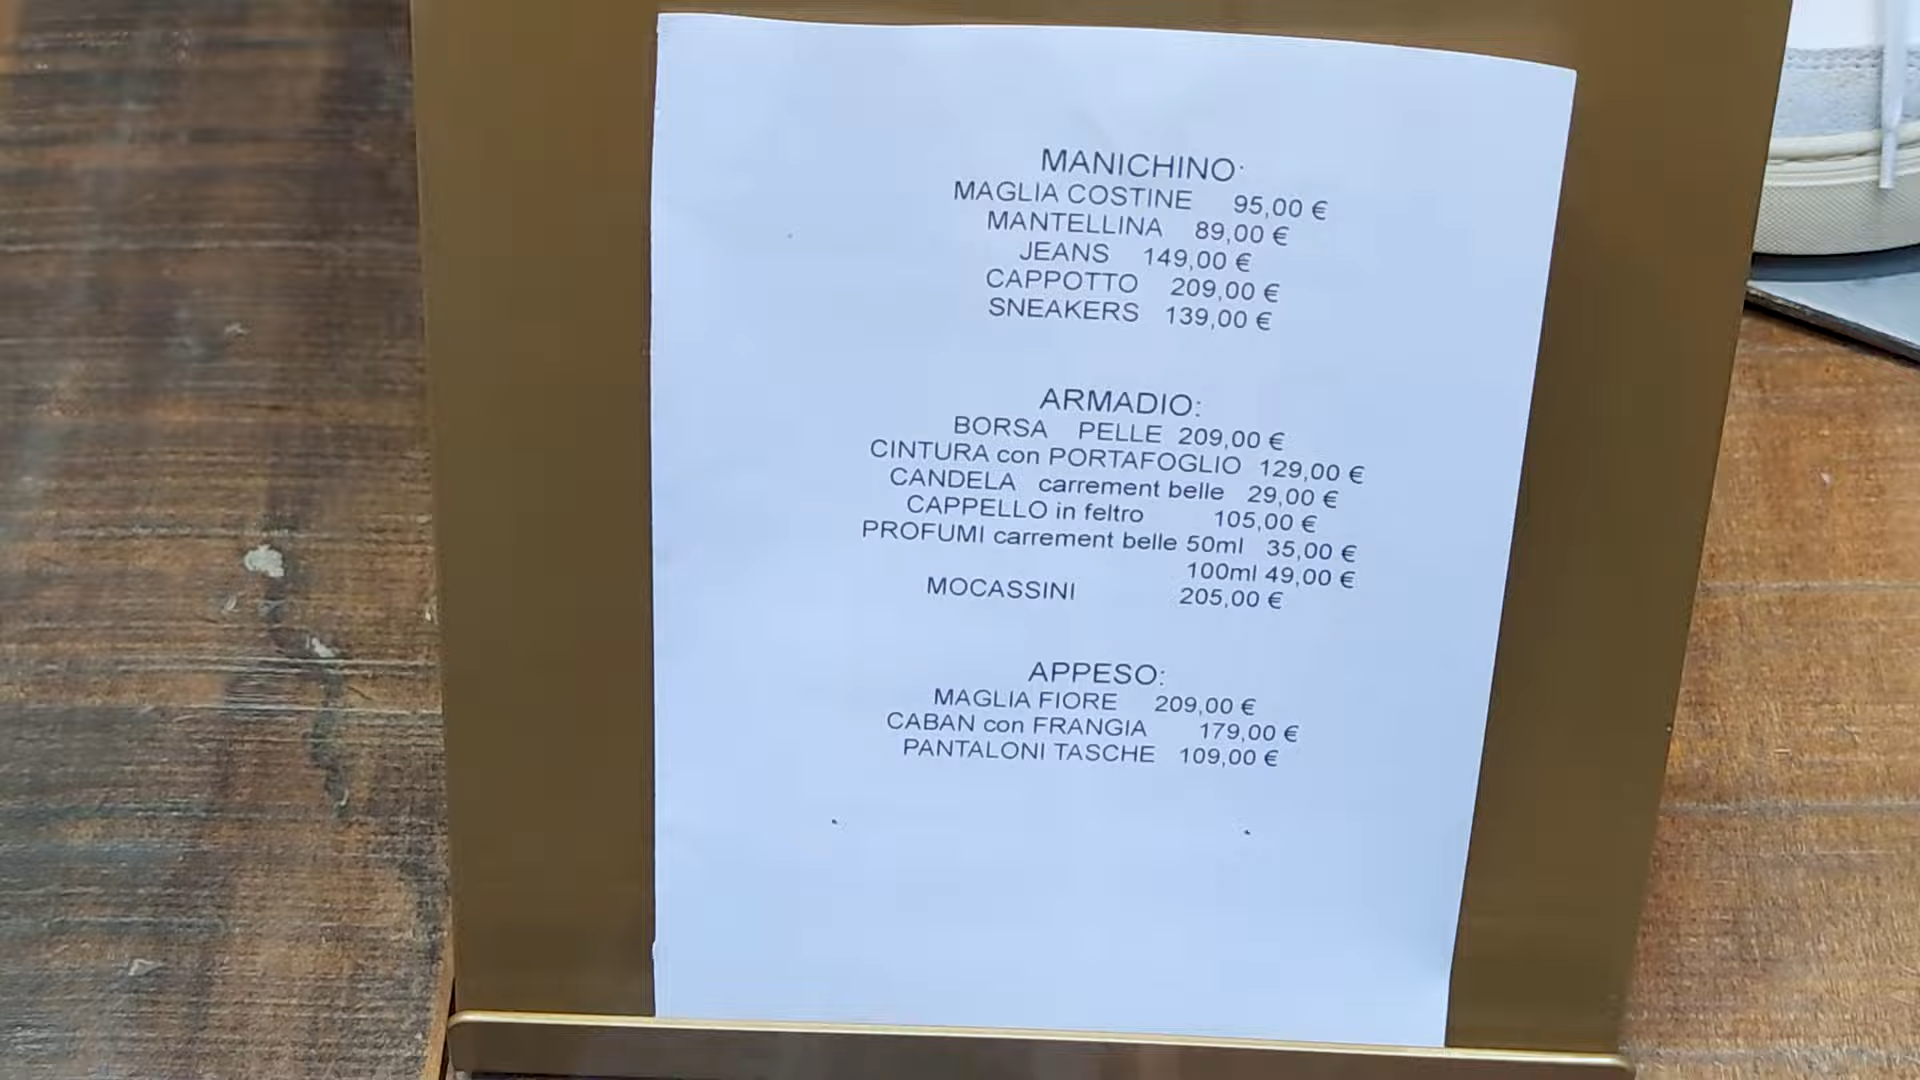 MANICHINO:
MAGLIA COSTINE 95,00 €
MANTELLINA 89,00 €
JEANS 149,00 €
CAPPOTTO 209,00 €
SNEAKERS 139,00 €
ARMADIO:
BORSA PELLE 209,00 €
CINTURA con PORTAFOGLIO 129,00 €
CANDELA carrement belle 29,00 €
CAPPELLO in feltro 105,00 €
PROFUMI carrement belle 50ml 35,00 €
100ml 49,00 €
MOCASSINI 205,00 €
APPESO:
MAGLIA FIORE 209,00 €
CABAN con FRANGIA 179,00 €
PANTALONI TASCHE 109,00 €